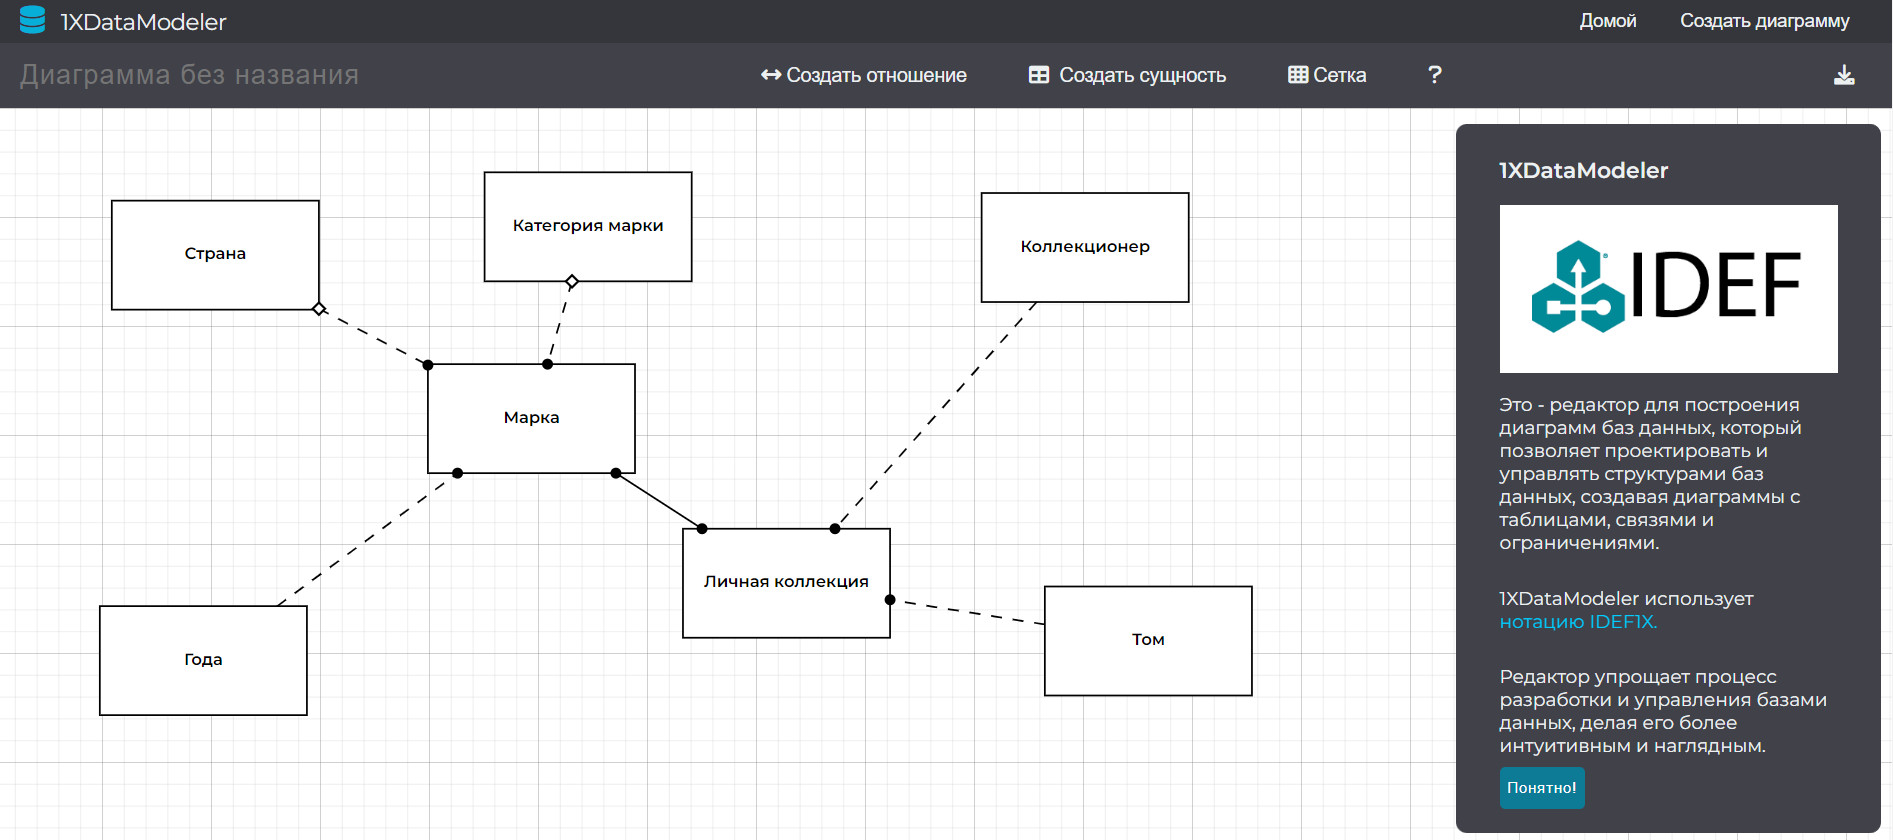 1XDataModeler
Домой
Создать диаграмму
Диаграмма без названия
Создать отношение
Создать сущность
Сетка
?
Страна
Категория марки
Коллекционер
Марка
Личная коллекция
Года
Том
1XDataModeler
IDEF
Это - редактор для построения
диаграмм баз данных, который
позволяет проектировать и
управлять структурами баз
данных, создавая диаграммы с
таблицами, связями и
ограничениями.
1XDataModeler использует
нотацию IDEF1X.
Редактор упрощает процесс
разработки и управления базами
данных, делая его более
интуитивным и наглядным.
Понятно!